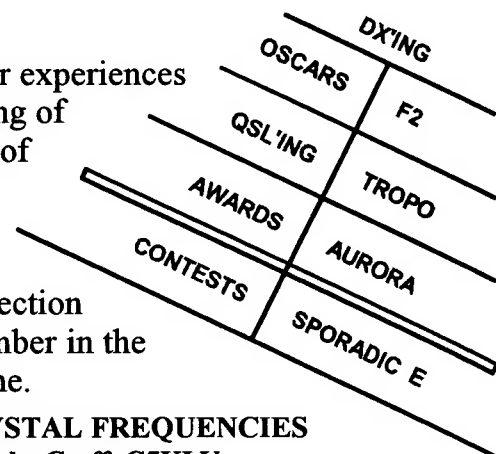 DX'ING
OSCARS
F2
r experiences
ng of
of
QSL'ING
TROPO
AWARDS
AURORA
CONTESTS
SPORADIC E
ection
nber in the
ne.
YSTAL FREQUENCIES